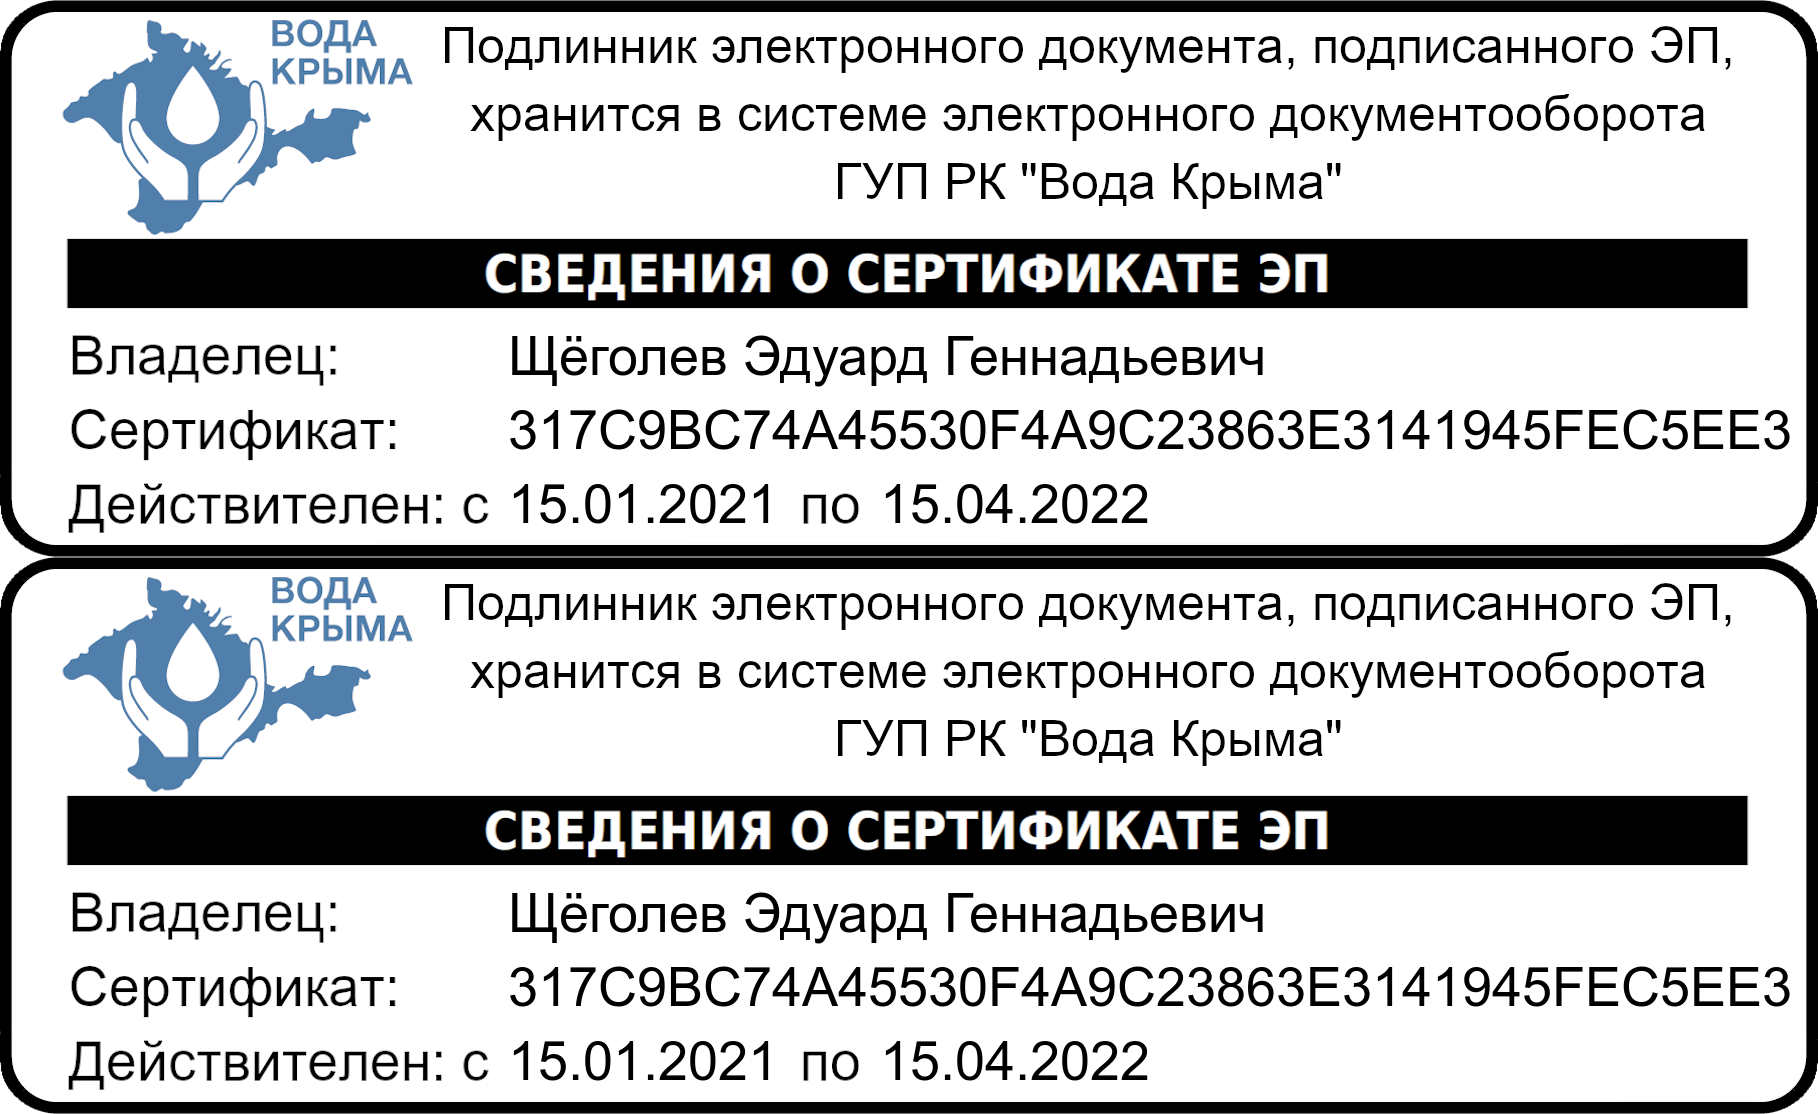 ВОДА
КРЫМА
Подлинник электронного документа, подписанного ЭП,
хранится в системе электронного документооборота
ГУП РК "Вода Крыма"
СВЕДЕНИЯ О СЕРТИФИКАТЕ ЭП
Владелец: Щёголев Эдуард Геннадьевич
Сертификат: 317C9BC74A45530F4A9C23863E3141945FEC5EE3
Действителен: с 15.01.2021 по 15.04.2022
ВОДА
КРЫМА
Подлинник электронного документа, подписанного ЭП,
хранится в системе электронного документооборота
ГУП РК "Вода Крыма"
СВЕДЕНИЯ О СЕРТИФИКАТЕ ЭП
Владелец: Щёголев Эдуард Геннадьевич
Сертификат: 317C9BC74A45530F4A9C23863E3141945FEC5EE3
Действителен: с 15.01.2021 по 15.04.2022